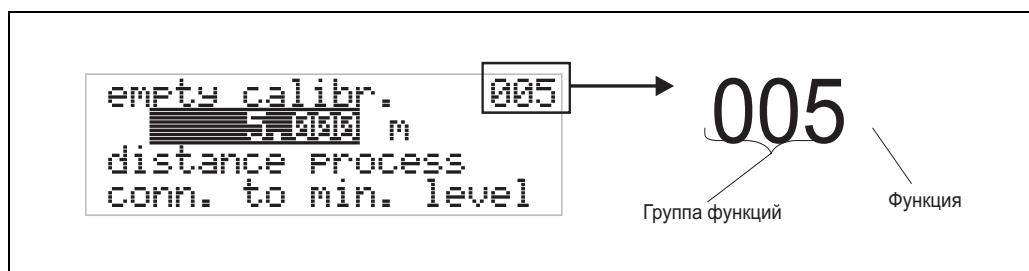 empty calibr. 005
5.000 m
distance process
conn. to min. level
005
Группа функций
Функция